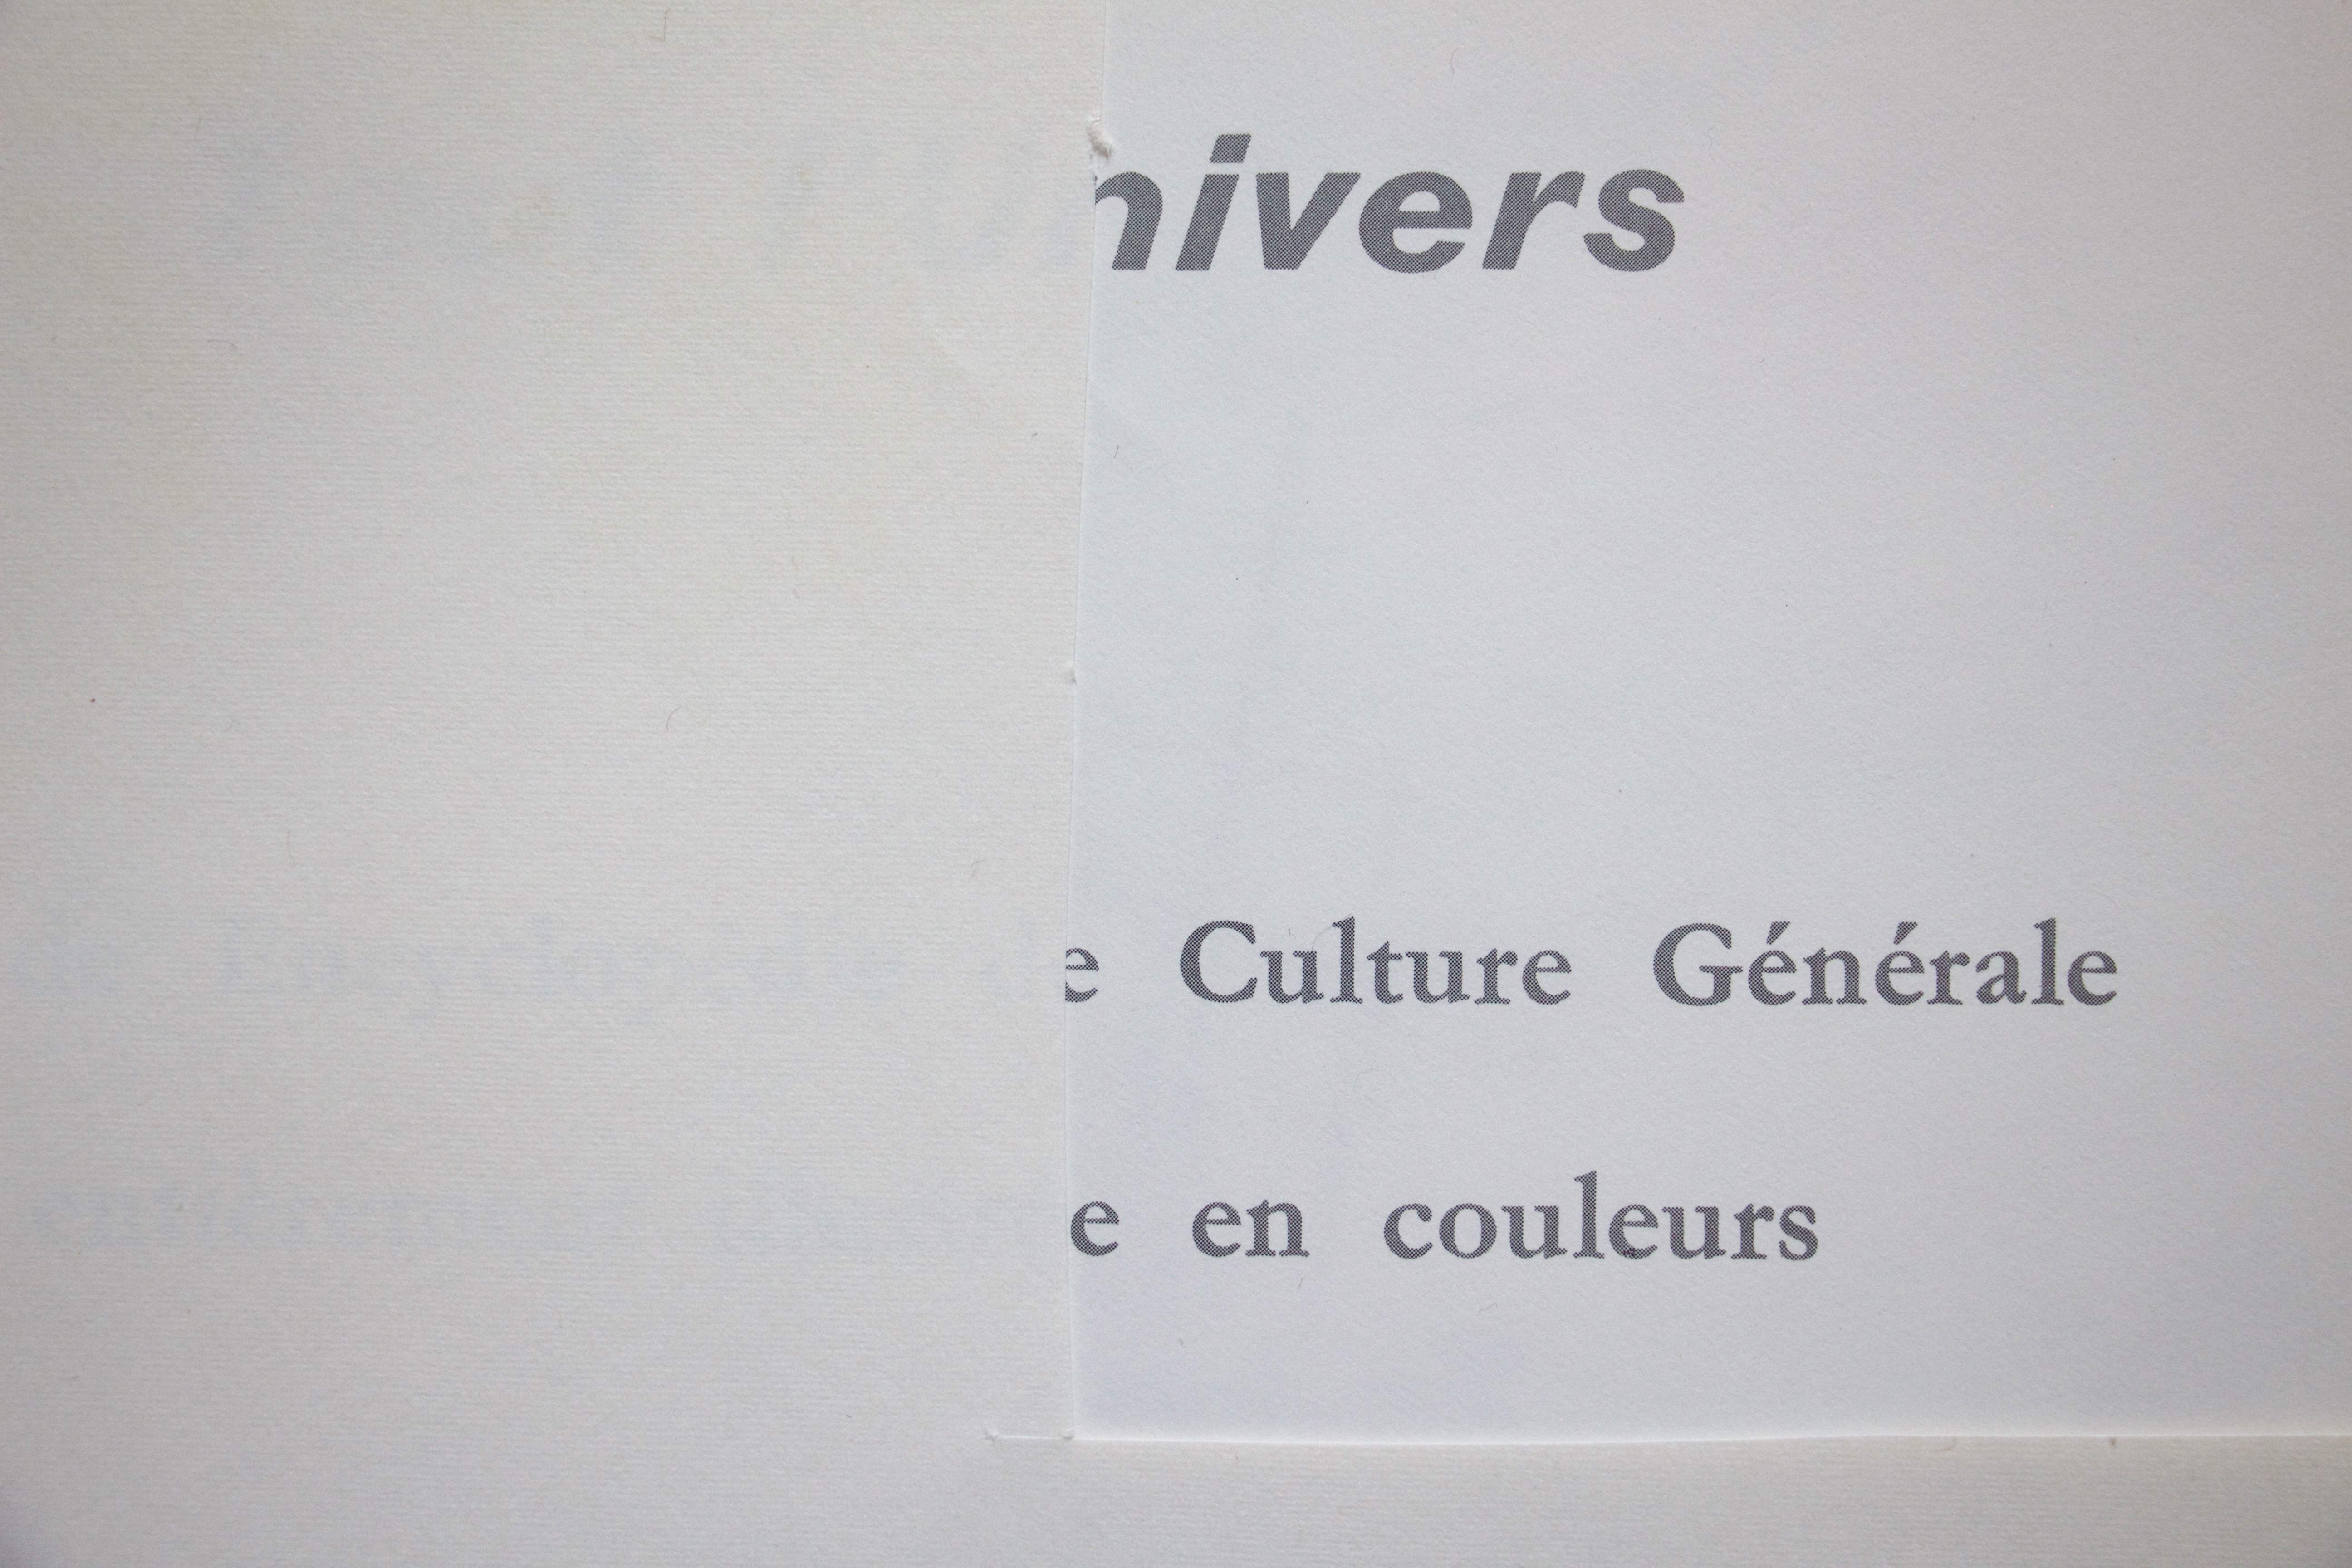 nivers
e Culture Générale
e en couleurs